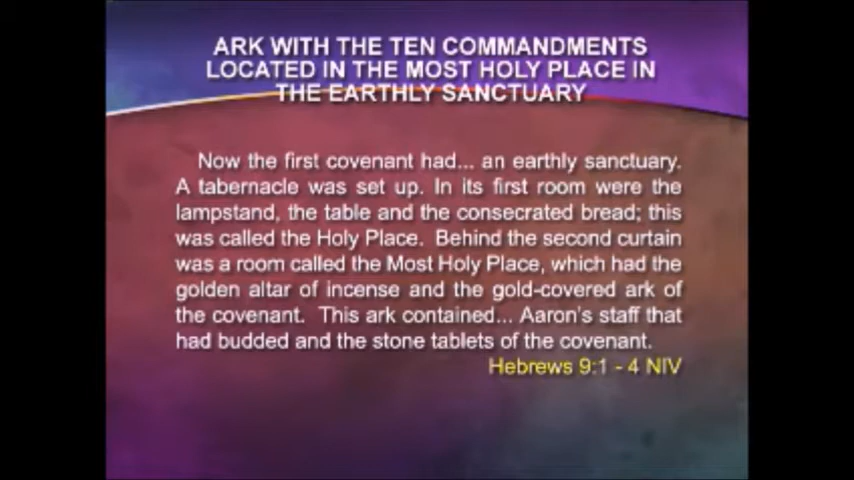 ARK WITH THE TEN COMMANDMENTS
LOCATED IN THE MOST HOLY PLACE IN
THE EARTHLY SANCTUARY
Now the first covenant had... an earthly sanctuary.
A tabernacle was set up. In its first room were the
lampstand, the table and the consecrated bread; this
was called the Holy Place. Behind the second curtain
was a room called the Most Holy Place, which had the
golden altar of incense and the gold-covered ark of
the covenant. This ark contained... Aaron's staff that
had budded and the stone tablets of the covenant.
Hebrews 9:1 - 4 NIV